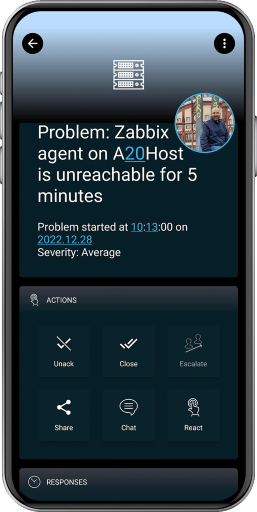 Problem: Zabbix
agent on A20Host
is unreachable for 5
minutes
Problem started at 10:13:00 on
2022.12.28
Severity: Average
ACTIONS
Unack
Close
Escalate
Share
Chat
React
RESPONSES